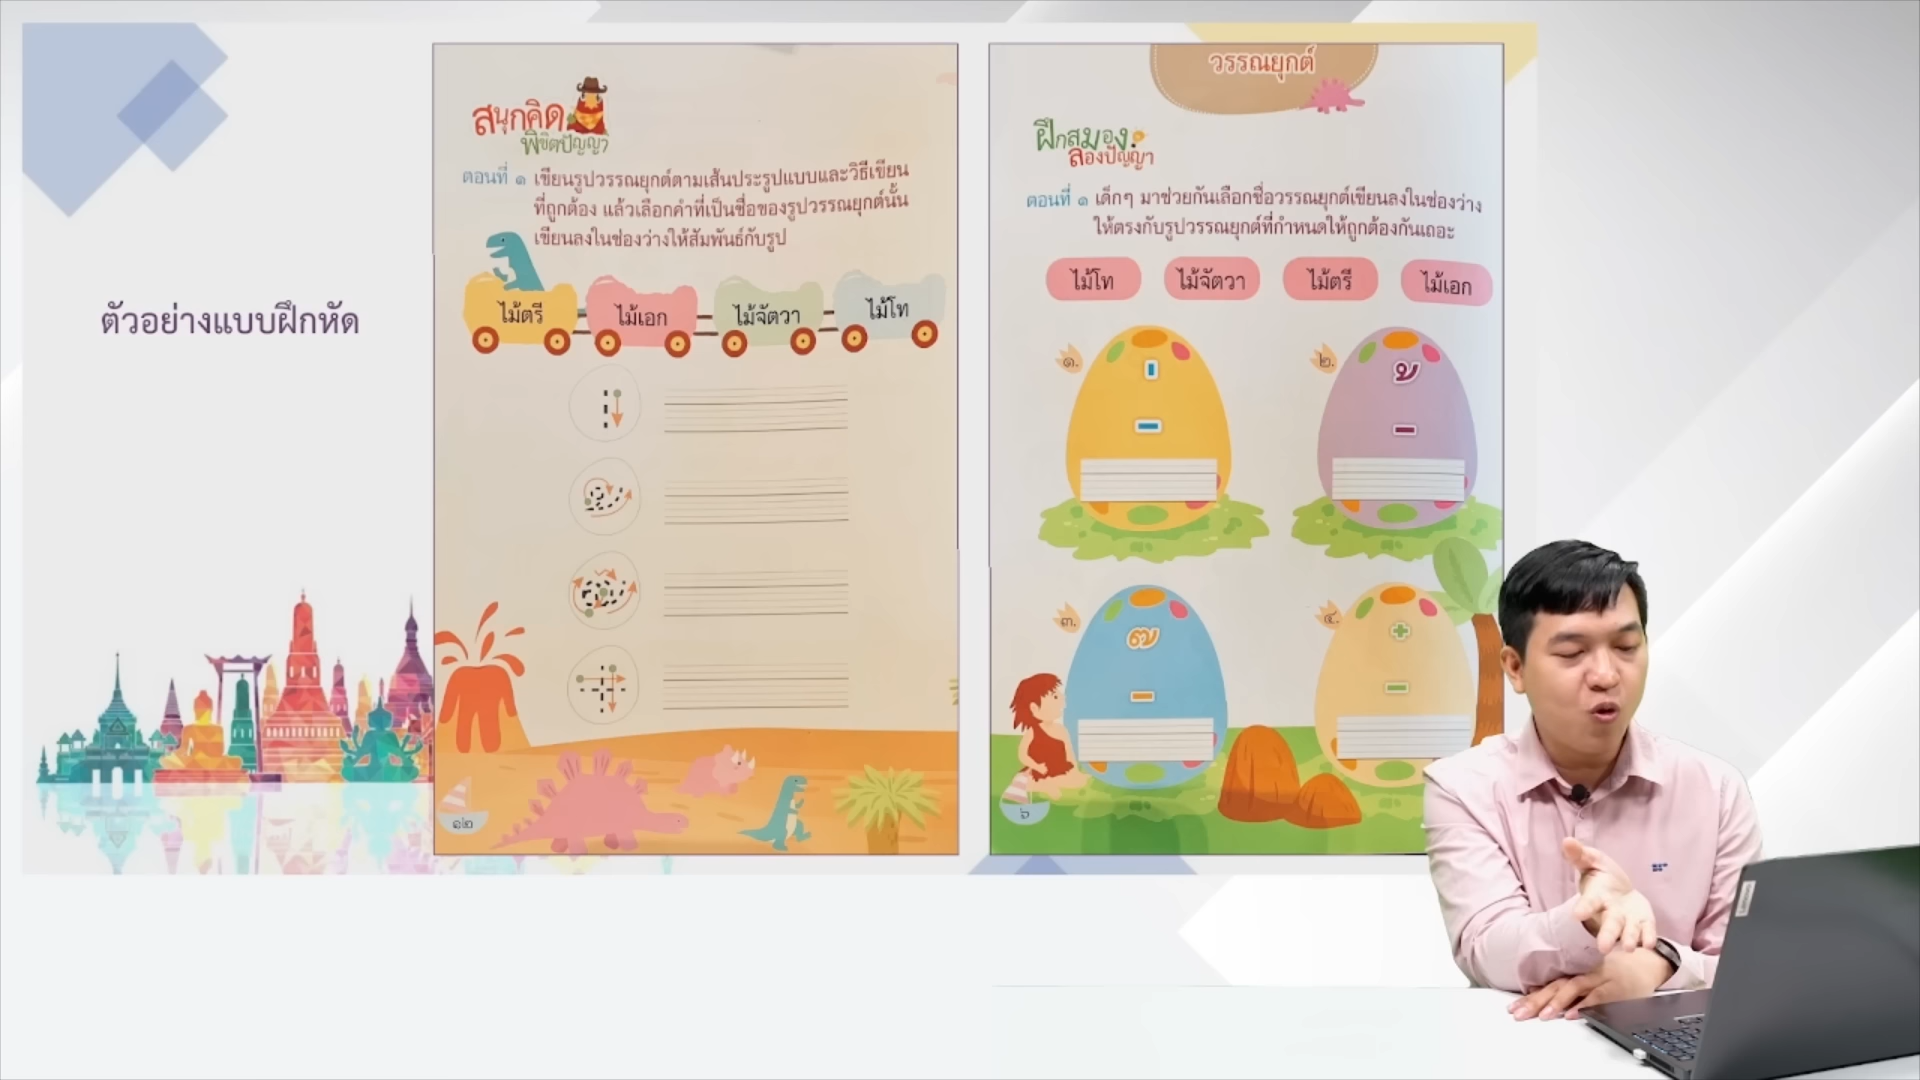 ตัวอย่างแบบฝึกหัด
สนุกคิด
พิชิตปัญญา
ตอนที่ ๑ เขียนรูปวรรณยุกต์ตามเส้นประรูปแบบและวิธีเขียน
ที่ถูกต้อง แล้วเลือกคำที่เป็นชื่อของรูปวรรณยุกต์นั้น
เขียนลงในช่องว่างให้สัมพันธ์กับรูป
ไม้ตรี ไม้เอก ไม้จัตวา ไม้โท
๑๒
วรรณยุกต์
ฝึกสมอง
ลองปัญญา
ตอนที่ ๑ เด็กๆ มาช่วยกันเลือกชื่อวรรณยุกต์เขียนลงในช่องว่าง
ให้ตรงกับรูปวรรณยุกต์ที่กำหนดให้ถูกต้องกันเถอะ
ไม้โท ไม้จัตวา ไม้ตรี ไม้เอก
๑. ๒.
๓. ๔.
๖